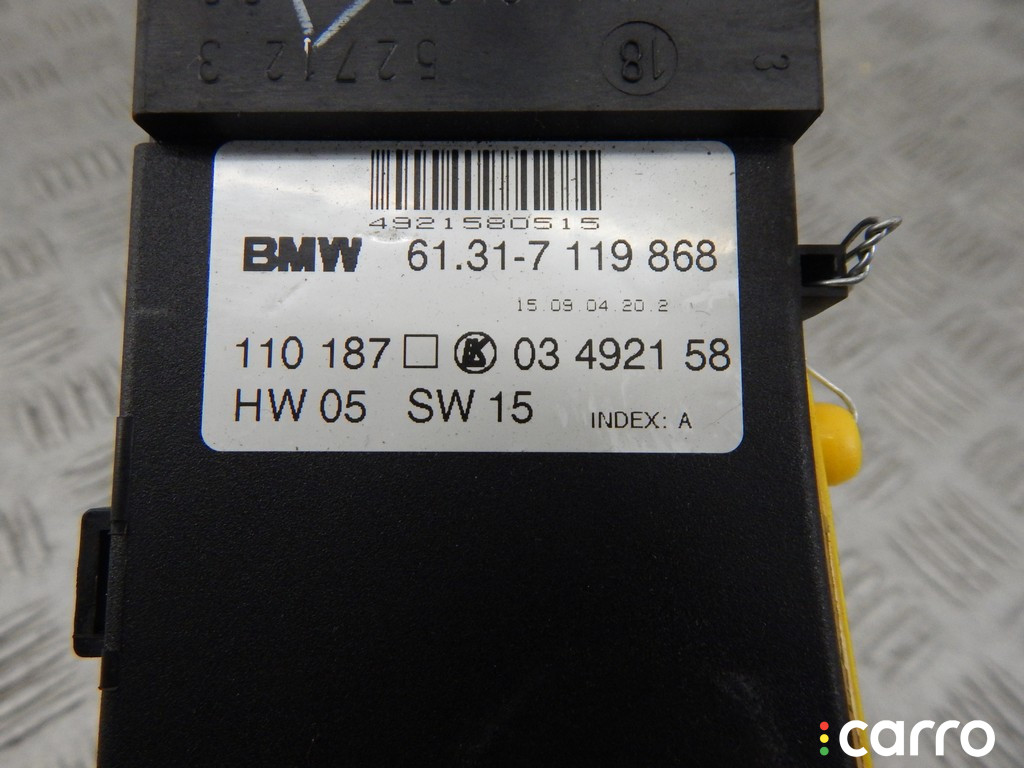 52712 3
18
3
4921580515
BMW 61.31-7 119 868
15.09.04.20.2
110 187 □ K 03 4921 58
HW 05 SW 15 INDEX: A
carro